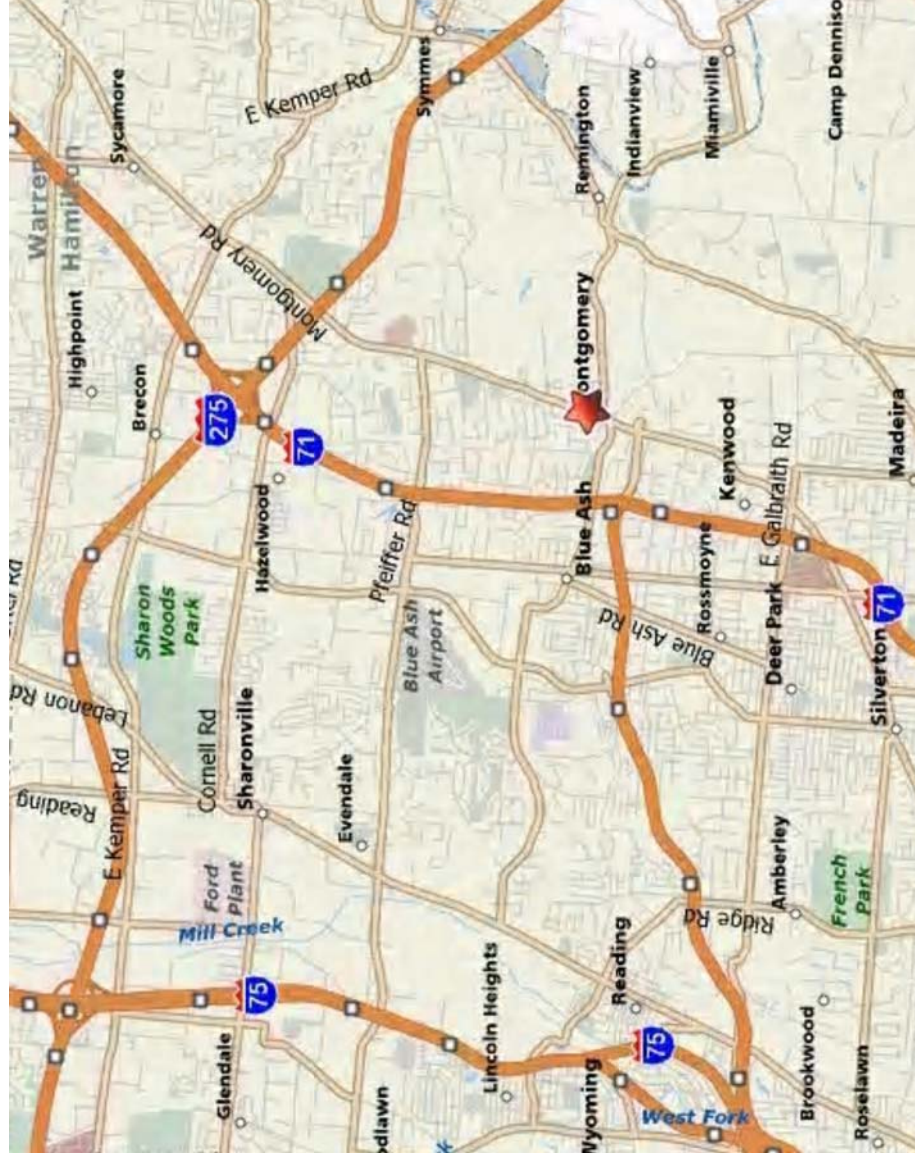 Warren
Hamilton
Sycamore
E Kemper Rd
Symmes
Remington
Indianview
Miamiville
Camp Denniso
Highpoint
Brecon
Montgomery Rd
ontgomery
275
71
Hazelwood
Pfeiffer Rd
Blue Ash
Kenwood
Madeira
E Galbraith Rd
Rossmoyne
Deer Park
71
Silverton
Blue Ash Rd
Sharon
Woods
Park
Blue Ash
Airport
Lebanon Rd
Reading
E Kemper Rd
Cornell Rd
Sharonville
Evendale
Ford
Plant
Mill Creek
Amberley
French
Park
Ridge Rd
Reading
75
Lincoln Heights
75
Glendale
odlawn
Wyoming
West Fork
Brookwood
Roselawn